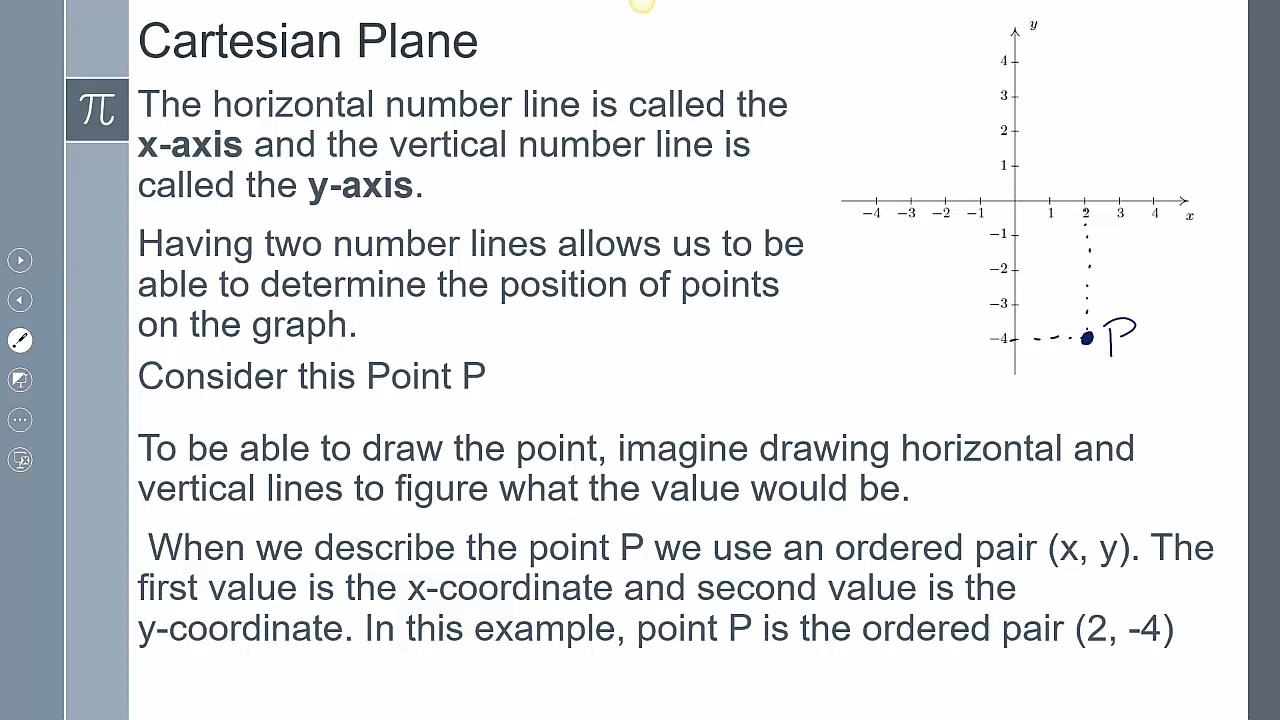 Cartesian Plane
π
The horizontal number line is called the
x-axis and the vertical number line is
called the y-axis.
Having two number lines allows us to be
able to determine the position of points
on the graph.
Consider this Point P
To be able to draw the point, imagine drawing horizontal and
vertical lines to figure what the value would be.
When we describe the point P we use an ordered pair (x, y). The
first value is the x-coordinate and second value is the
y-coordinate. In this example, point P is the ordered pair (2, -4)
y
4
3
2
1
−4 −3 −2 −1 1 2 3 4 x
−1
−2
−3
−4 P